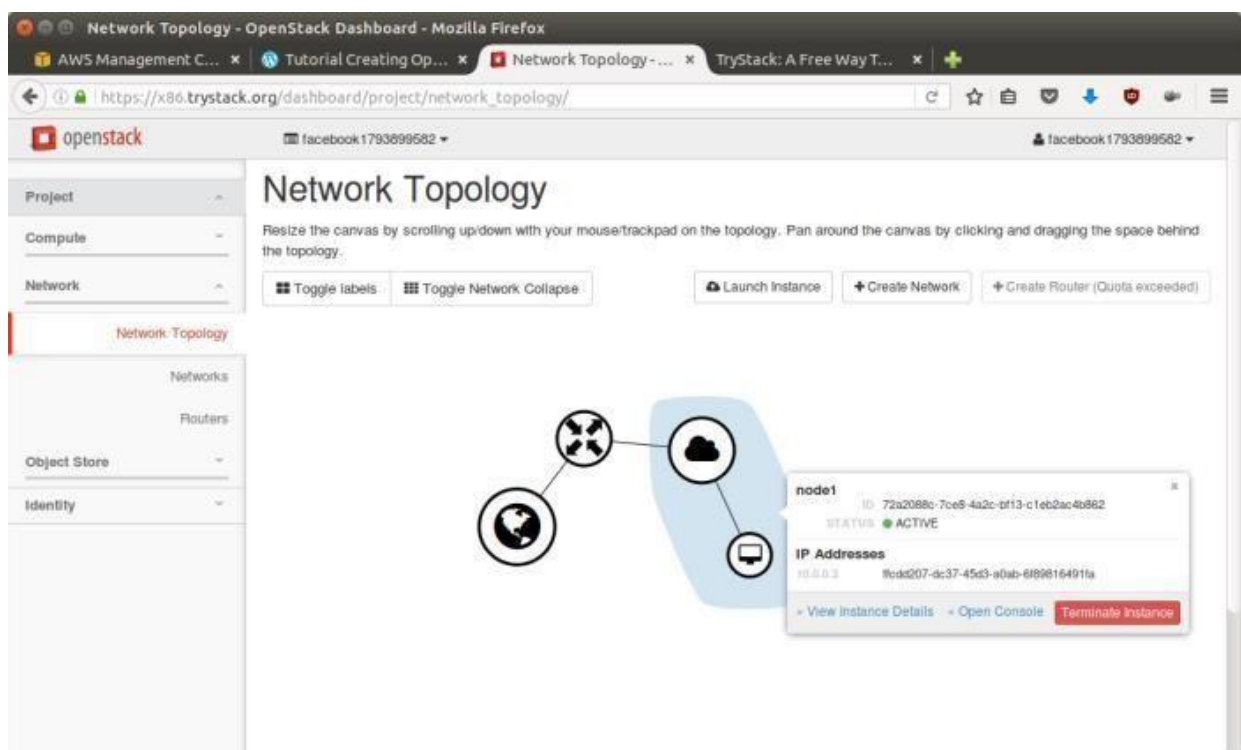 Network Topology - OpenStack Dashboard - Mozilla Firefox
AWS Management C... Tutorial Creating Op... Network Topology - ... TryStack: A Free Way T...
https://x86.trystack.org/dashboard/project/network_topology/
openstack facebook1793899582 facebook1793899582
Project
Compute
Network
Network Topology
Networks
Routers
Object Store
Identity
Network Topology
Resize the canvas by scrolling up/down with your mouse/trackpad on the topology. Pan around the canvas by clicking and dragging the space behind
the topology.
Toggle labels Toggle Network Collapse Launch Instance +Create Network +Create Router (Quota exceeded)
node1
ID 72a2088c-7ce8-4a2c-bf13-c1eb2ac4b862
STATUS ACTIVE
IP Addresses
10.0.0.3 ffcdd207-dc37-45d3-a0ab-6f89816491fa
» View Instance Details » Open Console Terminate Instance